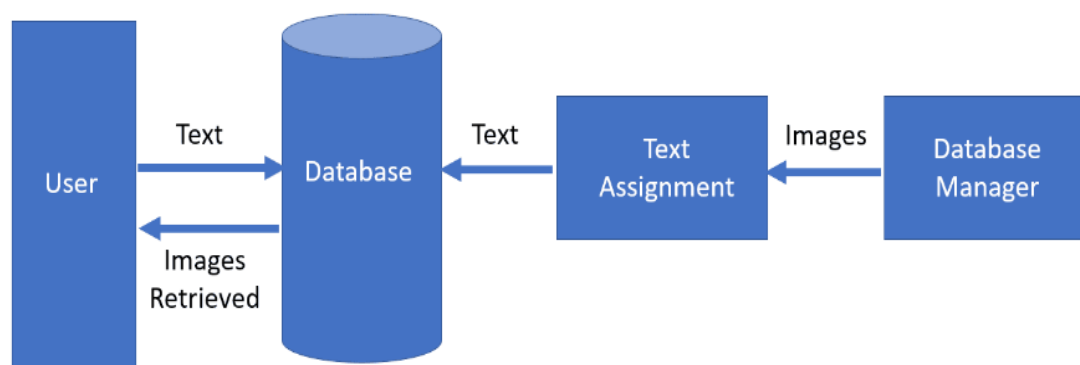 User
Text
Images
Retrieved
Database
Text
Text
Assignment
Images
Database
Manager